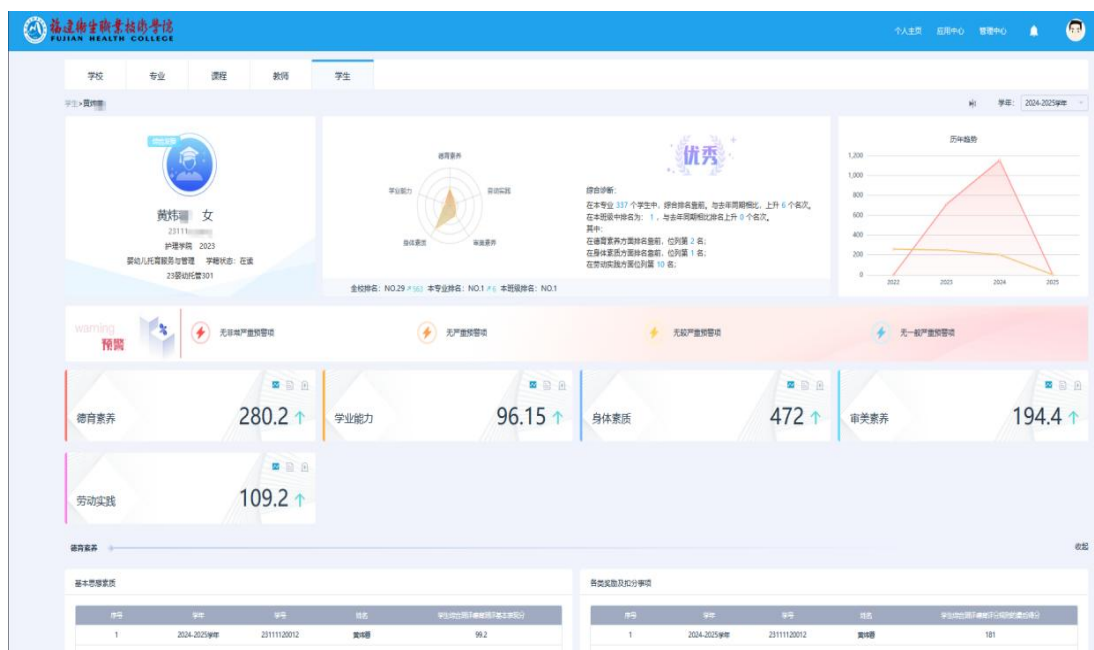 福建衛生職業技術學院
FUJIAN HEALTH COLLEGE
个人主页 应用中心 管理中心
学校 专业 课程 教师 学生
学生>黄炜
学年: 2024-2025学年
黄炜 女
23111
护理学院 2023
婴幼儿托育服务与管理 学籍状态: 在读
23婴幼托管301
德育素养
学业能力
劳动实践
身体素质
审美素养
优秀
综合诊断:
在本专业 337 个学生中, 综合排名靠前。与去年同期相比, 上升 6 个名次。
在本班级中排名为: 1 , 与去年同期相比排名上升 0 个名次。
其中:
在德育素养方面排名靠前, 位列第 2 名;
在身体素质方面排名靠前, 位列第 1 名;
在劳动实践方面位列第 10 名;
全校排名: NO.29 563 本专业排名: NO.1 6 本班级排名: NO.1
历年趋势
1,200
1,000
800
600
400
200
0
2022 2023 2024 2025
warning
预警
无非常严重预警项 无严重预警项 无较严重预警项 无一般严重预警项
德育素养 280.2 ↑
学业能力 96.15 ↑
身体素质 472 ↑
审美素养 194.4 ↑
劳动实践 109.2 ↑
德育素养 收起
基本思想素质
序号 学年 学号 姓名
1 2024-2025学年 23111120012 99.2
各类奖励及扣分事项
序号 学年 学号 姓名
1 2024-2025学年 23111120012 181